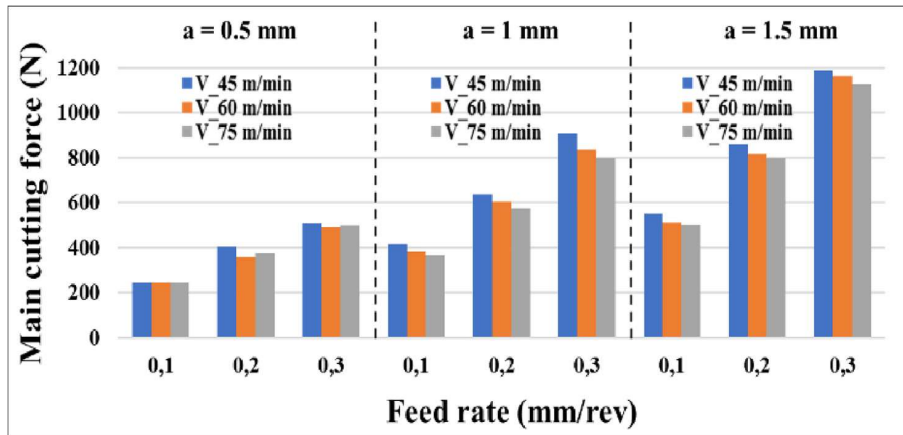 a = 0.5 mm
a = 1 mm
a = 1.5 mm
Main cutting force (N)
1200
1000
800
600
400
200
0
V_45 m/min
V_60 m/min
V_75 m/min
V_45 m/min
V_60 m/min
V_75 m/min
V_45 m/min
V_60 m/min
V_75 m/min
0,1 0,2 0,3 0,1 0,2 0,3 0,1 0,2 0,3
Feed rate (mm/rev)